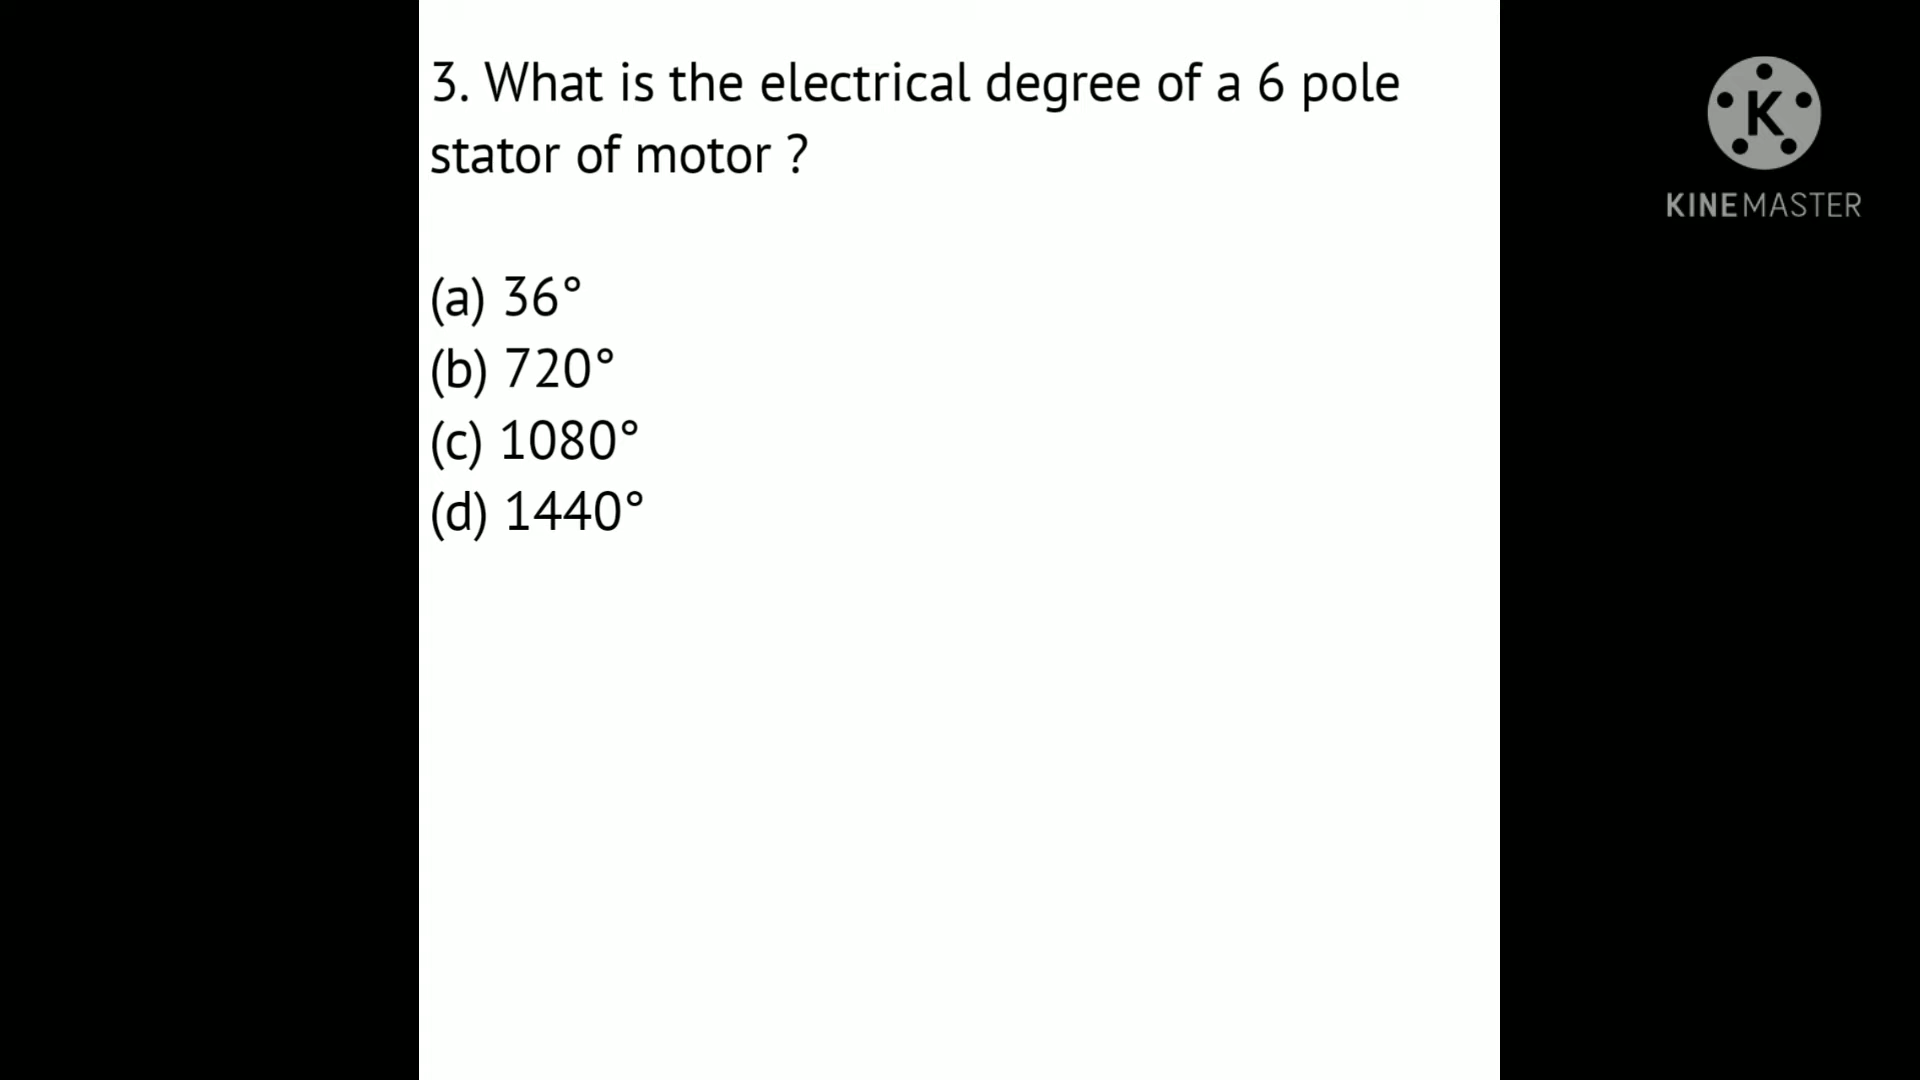 3. What is the electrical degree of a 6 pole
stator of motor ?
(a) 36°
(b) 720°
(c) 1080°
(d) 1440°
K
KINEMASTER